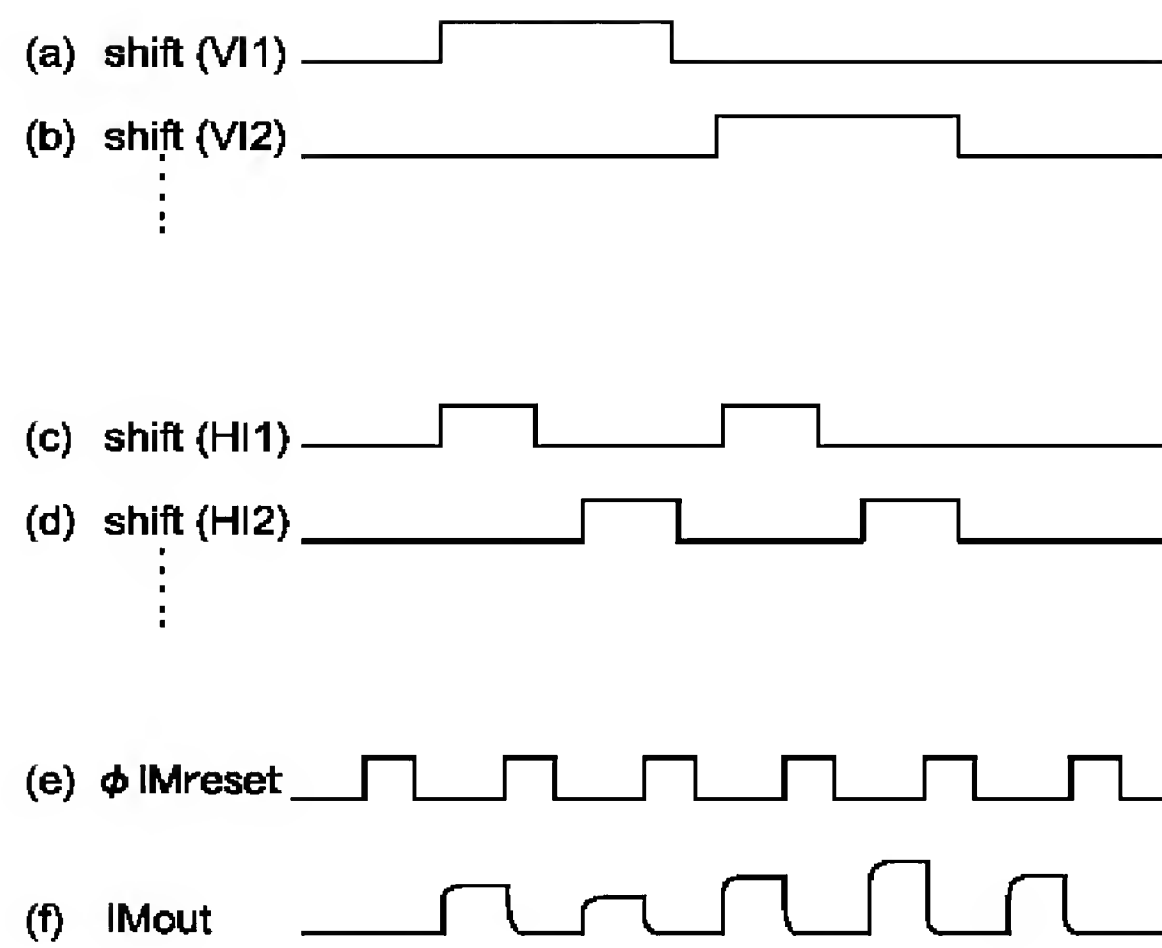 (a) shift (VI1)
(b) shift (VI2)
(c) shift (HI1)
(d) shift (HI2)
(e) ϕ IMreset
(f) IMout